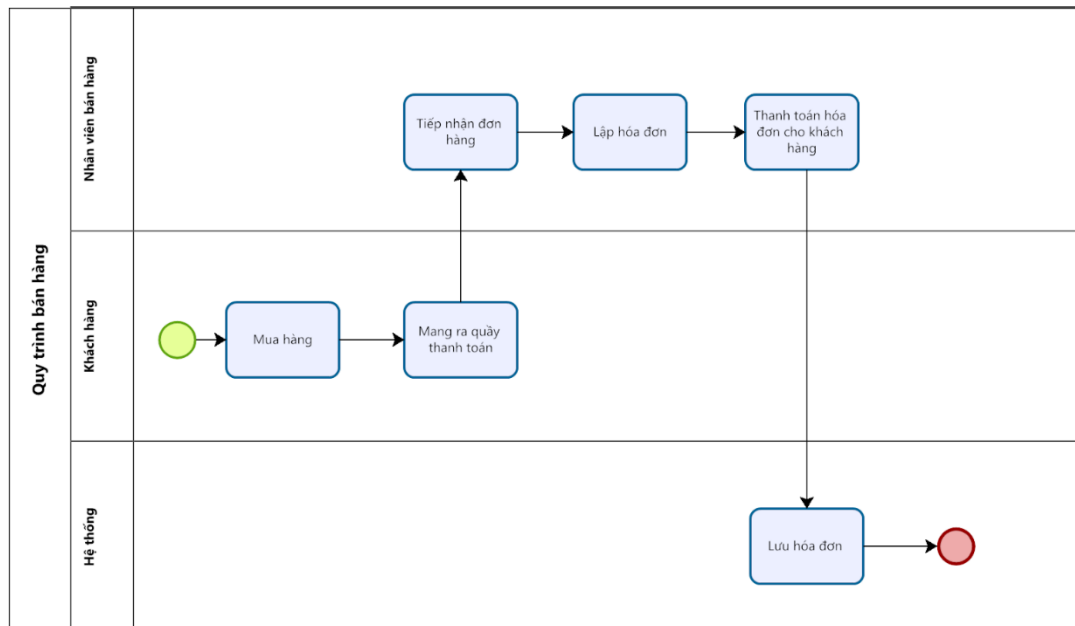 Quy trình bán hàng
Nhân viên bán hàng
Tiếp nhận đơn
hàng
Lập hóa đơn
Thanh toán hóa
đơn cho khách
hàng
Khách hàng
Mua hàng
Mang ra quầy
thanh toán
Hệ thống
Lưu hóa đơn